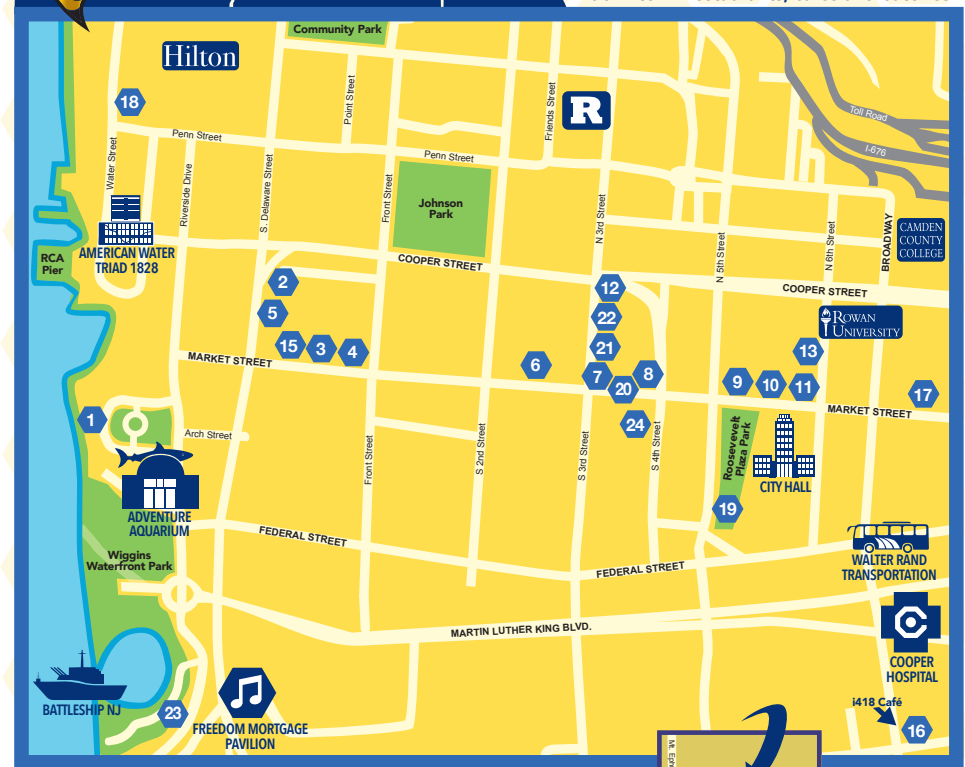 Community Park
Hilton
R
18
Point Street
Friends Street
Toll Road
I-676
Penn Street
Penn Street
Water Street
Riverside Drive
S. Delaware Street
Front Street
Johnson
Park
N 3rd Street
N 5th Street
N 6th Street
BROADWAY
CAMDEN
COUNTY
COLLEGE
AMERICAN WATER
TRIAD 1828
RCA
Pier
COOPER STREET
COOPER STREET
2
12
5
22
ROWAN
UNIVERSITY
15
3
4
21
13
MARKET STREET
6
7
20
8
9
10
11
17
MARKET STREET
1
24
Arch Street
Front Street
S 2nd Street
S 3rd Street
S 4th Street
Roosevevelt
Plaza Park
CITY HALL
19
ADVENTURE
AQUARIUM
FEDERAL STREET
FEDERAL STREET
WALTER RAND
TRANSPORTATION
Wiggins
Waterfront Park
MARTIN LUTHER KING BLVD.
COOPER
HOSPITAL
BATTLESHIP NJ
23
FREEDOM MORTGAGE
PAVILION
i418 Café
16